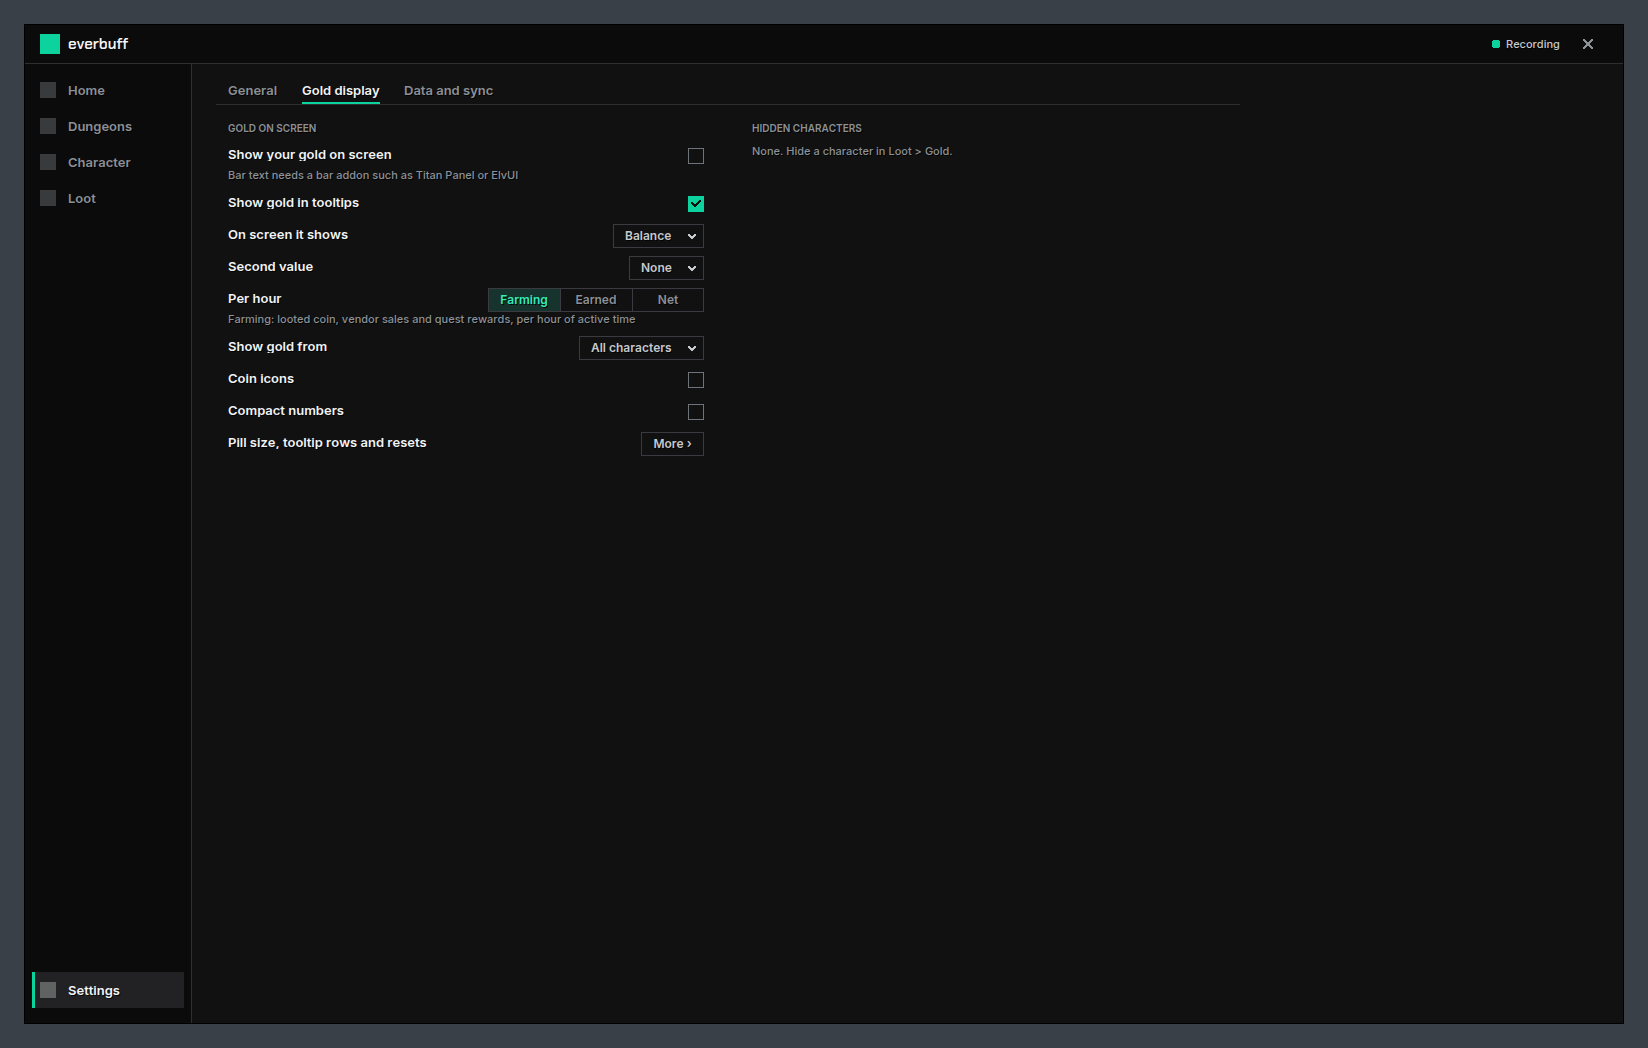 everbuff
Recording
Home
Dungeons
Character
Loot
Settings
General
Gold display
Data and sync
GOLD ON SCREEN
Show your gold on screen
Bar text needs a bar addon such as Titan Panel or ElvUI
Show gold in tooltips
On screen it shows
Balance
Second value
None
Per hour
Farming
Earned
Net
Farming: looted coin, vendor sales and quest rewards, per hour of active time
Show gold from
All characters
Coin icons
Compact numbers
Pill size, tooltip rows and resets
More ›
HIDDEN CHARACTERS
None. Hide a character in Loot > Gold.